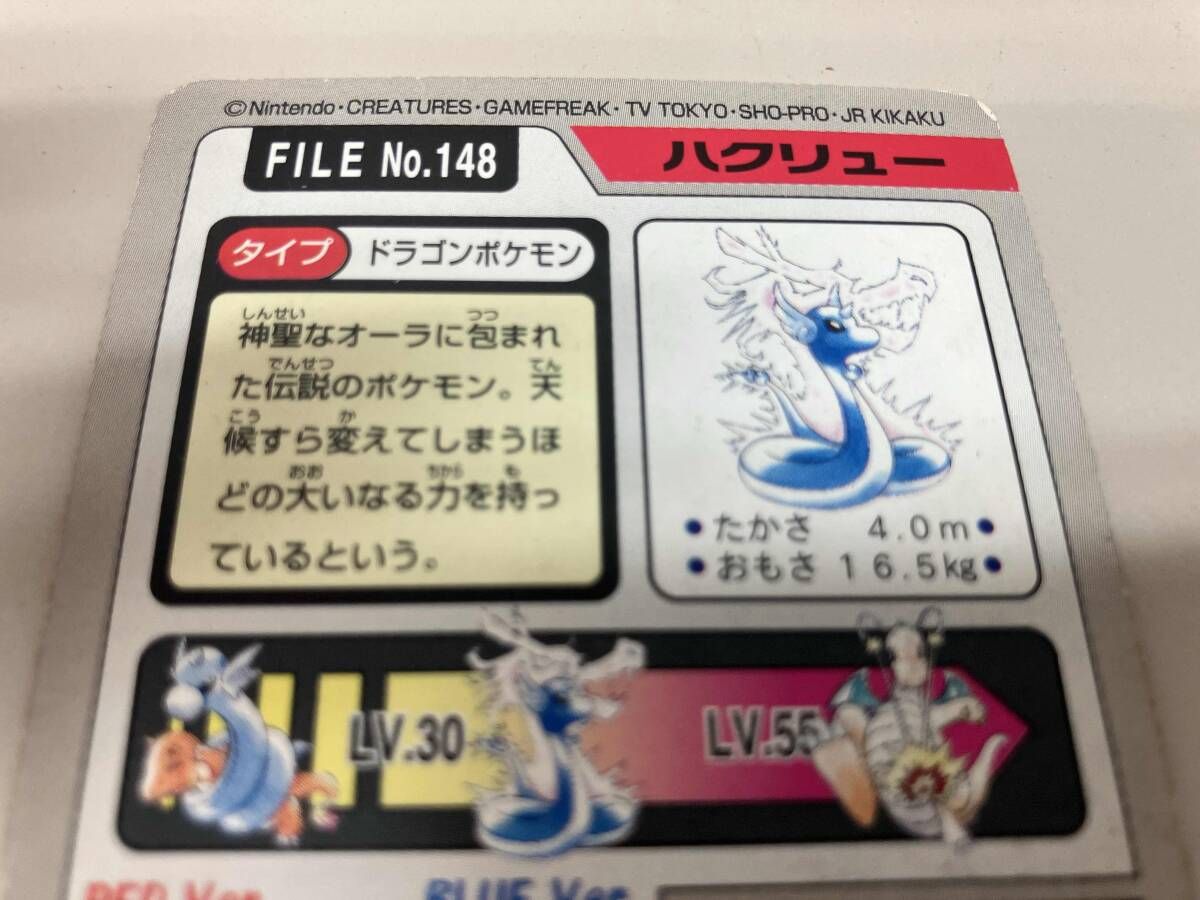 ©Nintendo・CREATURES・GAMEFREAK・TV TOKYO・SHO-PRO・JR KIKAKU
FILE No.148
ハクリュー
タイプ ドラゴンポケモン
しんせい つつ
神聖なオーラに包まれ
でんせつ てん
た伝説のポケモン。天
こう か
候すら変えてしまうほ
おお ちから も
どの大いなる力を持っ
ているという。
・たかさ 4.0m・
・おもさ 16.5kg・
LV.30
LV.55
RED Ver.
BLUE Ver.